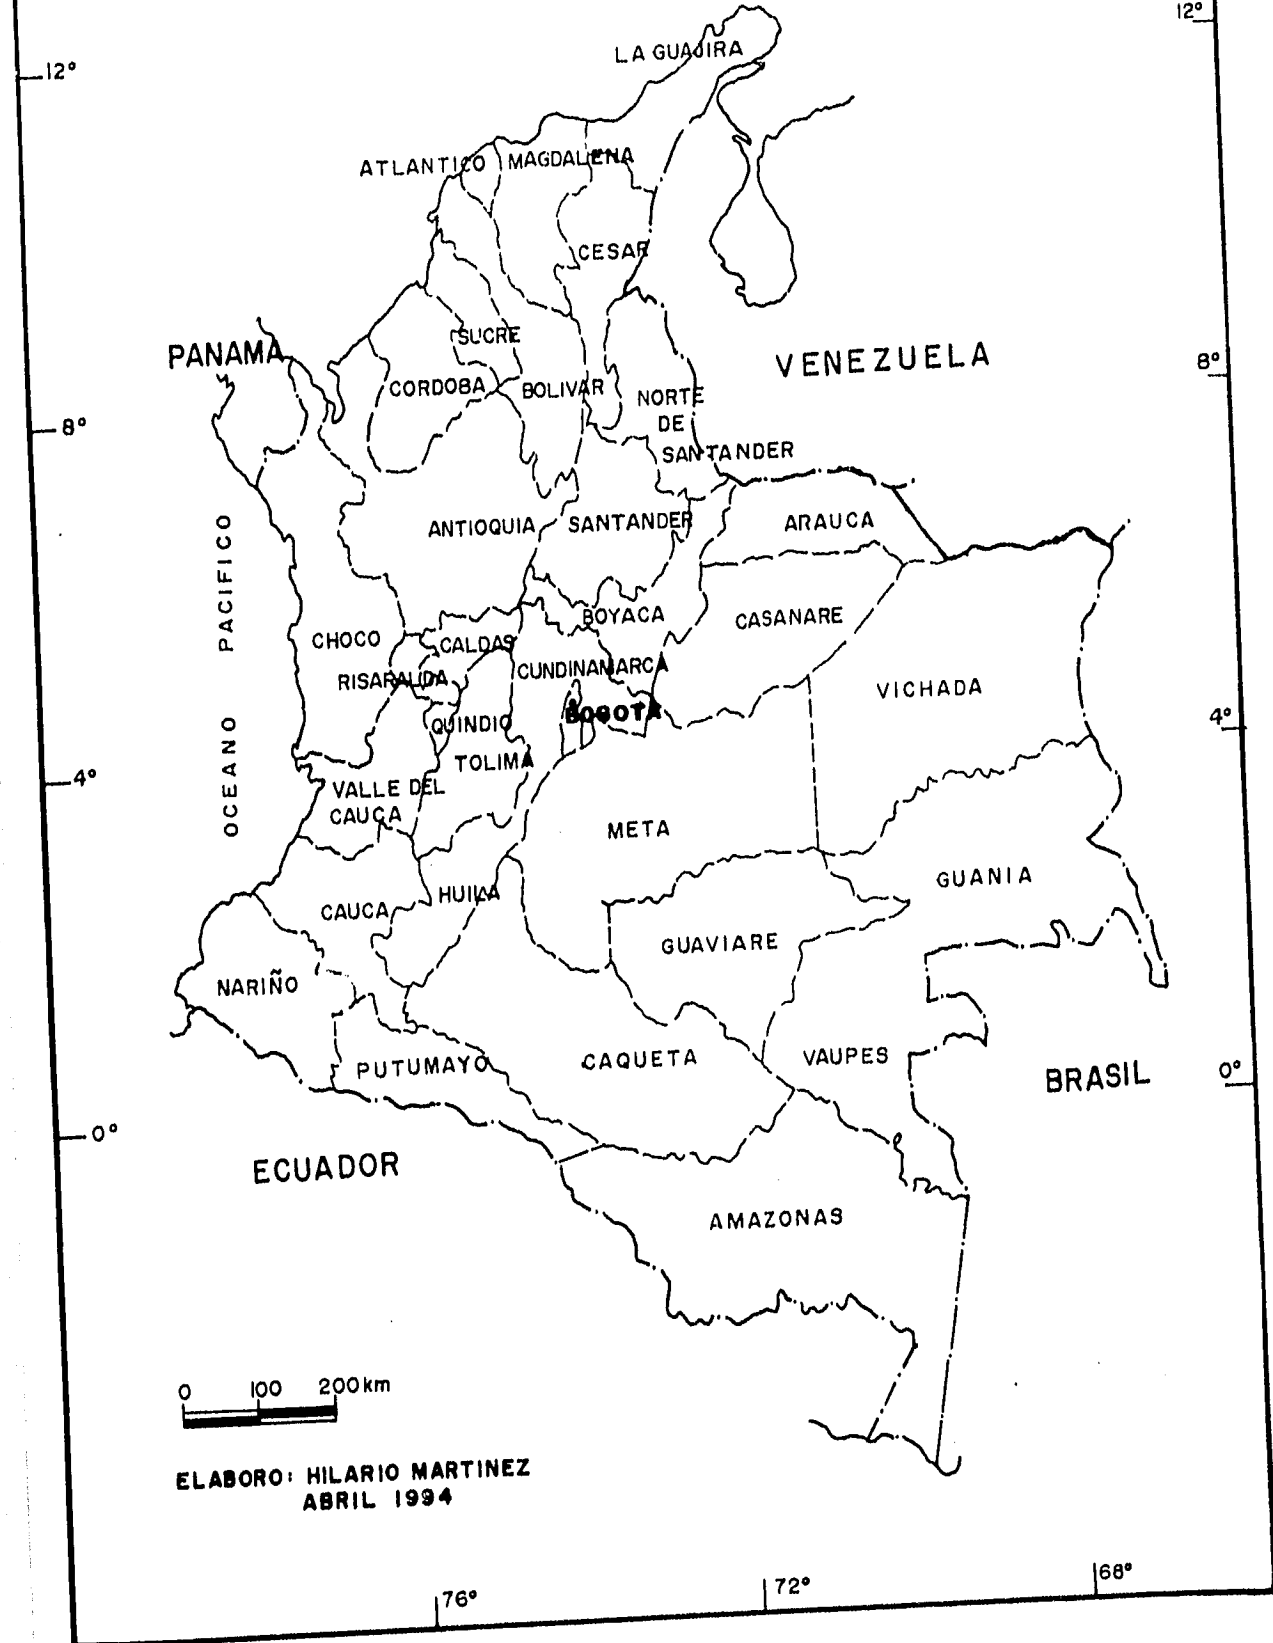 12°
LA GUAJIRA
12°
ATLANTICO
MAGDALENA
CESAR
SUCRE
PANAMA
VENEZUELA
8°
CORDOBA
BOLIVAR
NORTE
DE
SANTANDER
8°
ANTIOQUIA
SANTANDER
ARAUCA
OCEANO PACIFICO
BOYACA
CASANARE
CHOCO
CALDAS
CUNDINAMARCA
RISARALDA
VICHADA
BOGOTA
4°
QUINDIO
TOLIMA
4°
VALLE DEL
CAUCA
META
GUANIA
HUILA
CAUCA
GUAVIARE
NARIÑO
CAQUETA
VAUPES
PUTUMAYO
BRASIL
0°
0°
ECUADOR
AMAZONAS
0 100 200km
ELABORO: HILARIO MARTINEZ
ABRIL 1994
76°
72°
68°